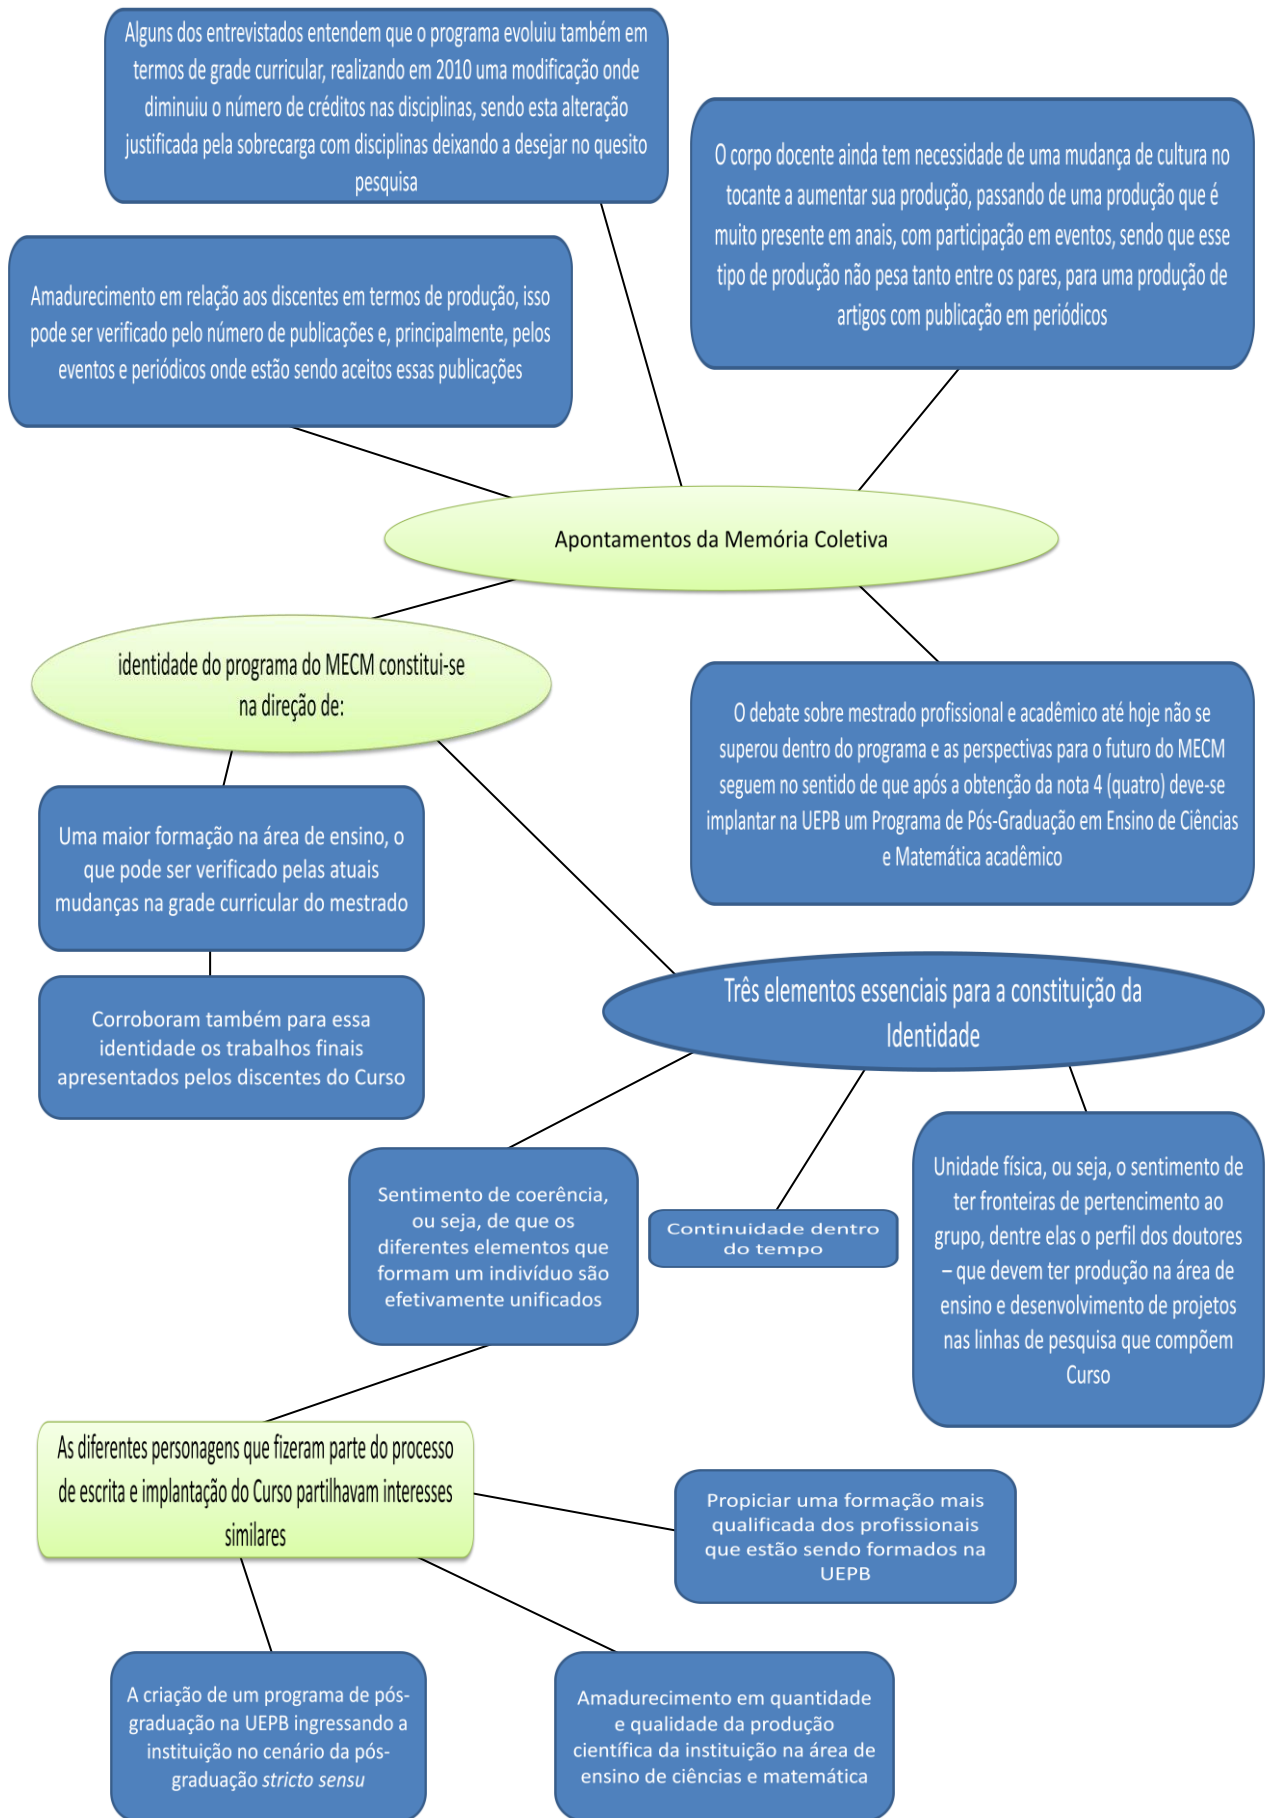 Alguns dos entrevistados entendem que o programa evoluiu também em
termos de grade curricular, realizando em 2010 uma modificação onde
diminuiu o número de créditos nas disciplinas, sendo esta alteração
justificada pela sobrecarga com disciplinas deixando a desejar no quesito
pesquisa
O corpo docente ainda tem necessidade de uma mudança de cultura no
tocante a aumentar sua produção, passando de uma produção que é
muito presente em anais, com participação em eventos, sendo que esse
tipo de produção não pesa tanto entre os pares, para uma produção de
artigos com publicação em periódicos
Amadurecimento em relação aos discentes em termos de produção, isso
pode ser verificado pelo número de publicações e, principalmente, pelos
eventos e periódicos onde estão sendo aceitos essas publicações
Apontamentos da Memória Coletiva
identidade do programa do MECM constitui-se
na direção de:
O debate sobre mestrado profissional e acadêmico até hoje não se
superou dentro do programa e as perspectivas para o futuro do MECM
seguem no sentido de que após a obtenção da nota 4 (quatro) deve-se
implantar na UEPB um Programa de Pós-Graduação em Ensino de Ciências
e Matemática acadêmico
Uma maior formação na área de ensino, o
que pode ser verificado pelas atuais
mudanças na grade curricular do mestrado
Corroboram também para essa
identidade os trabalhos finais
apresentados pelos discentes do Curso
Três elementos essenciais para a constituição da
Identidade
Sentimento de coerência,
ou seja, de que os
diferentes elementos que
formam um indivíduo são
efetivamente unificados
Continuidade dentro
do tempo
Unidade física, ou seja, o sentimento de
ter fronteiras de pertencimento ao
grupo, dentre elas o perfil dos doutores
– que devem ter produção na área de
ensino e desenvolvimento de projetos
nas linhas de pesquisa que compõem
Curso
As diferentes personagens que fizeram parte do processo
de escrita e implantação do Curso partilhavam interesses
similares
Propiciar uma formação mais
qualificada dos profissionais
que estão sendo formados na
UEPB
A criação de um programa de pós-
graduação na UEPB ingressando a
instituição no cenário da pós-
graduação stricto sensu
Amadurecimento em quantidade
e qualidade da produção
científica da instituição na área de
ensino de ciências e matemática